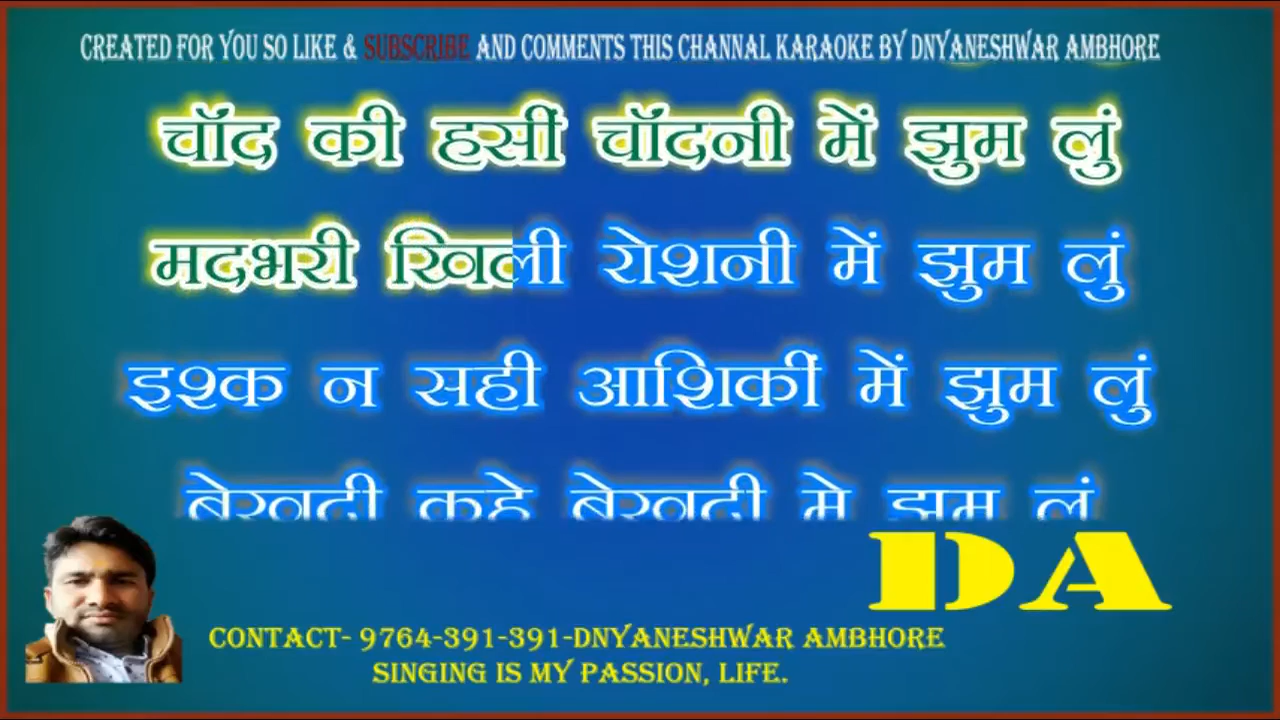 CREATED FOR YOU SO LIKE & SUBSCRIBE AND COMMENTS THIS CHANNAL KARAOKE BY DNYANESHWAR AMBHORE
चाँद की हसीं चाँदनी में झुम लुं
मदभरी खिली रोशनी में झुम लुं
इश्क न सही आशिकीं में झुम लुं
बेखुदी कहे बेखुदी मे झुम लुं
DA
CONTACT- 9764-391-391-DNYANESHWAR AMBHORE
SINGING IS MY PASSION, LIFE.